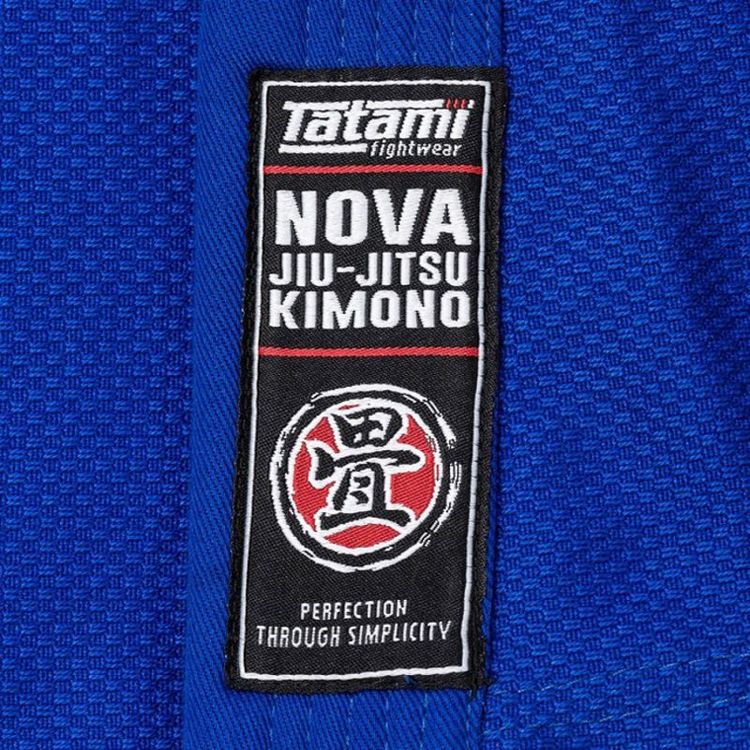 Tatami
fightwear
NOVA
JIU-JITSU
KIMONO
畳
PERFECTION
THROUGH SIMPLICITY